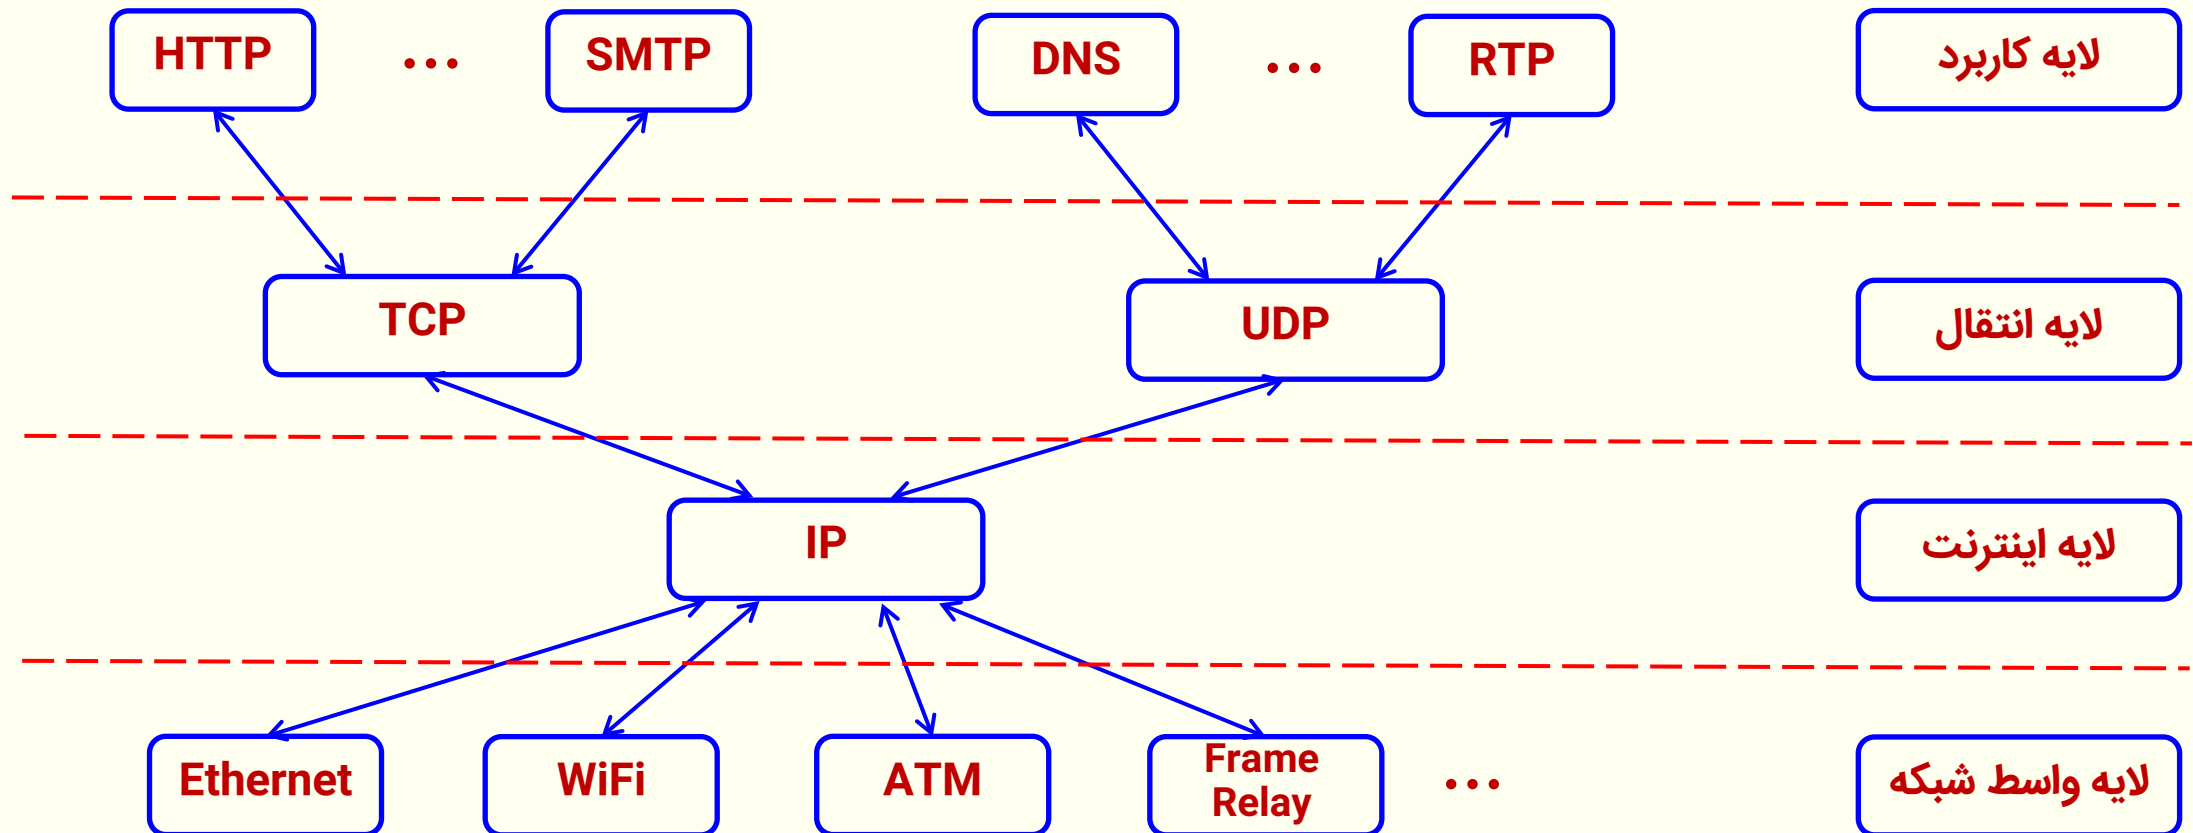 HTTP ... SMTP DNS ... RTP لایه کاربرد
TCP UDP لایه انتقال
IP لایه اینترنت
Ethernet WiFi ATM Frame Relay ... لایه واسط شبکه